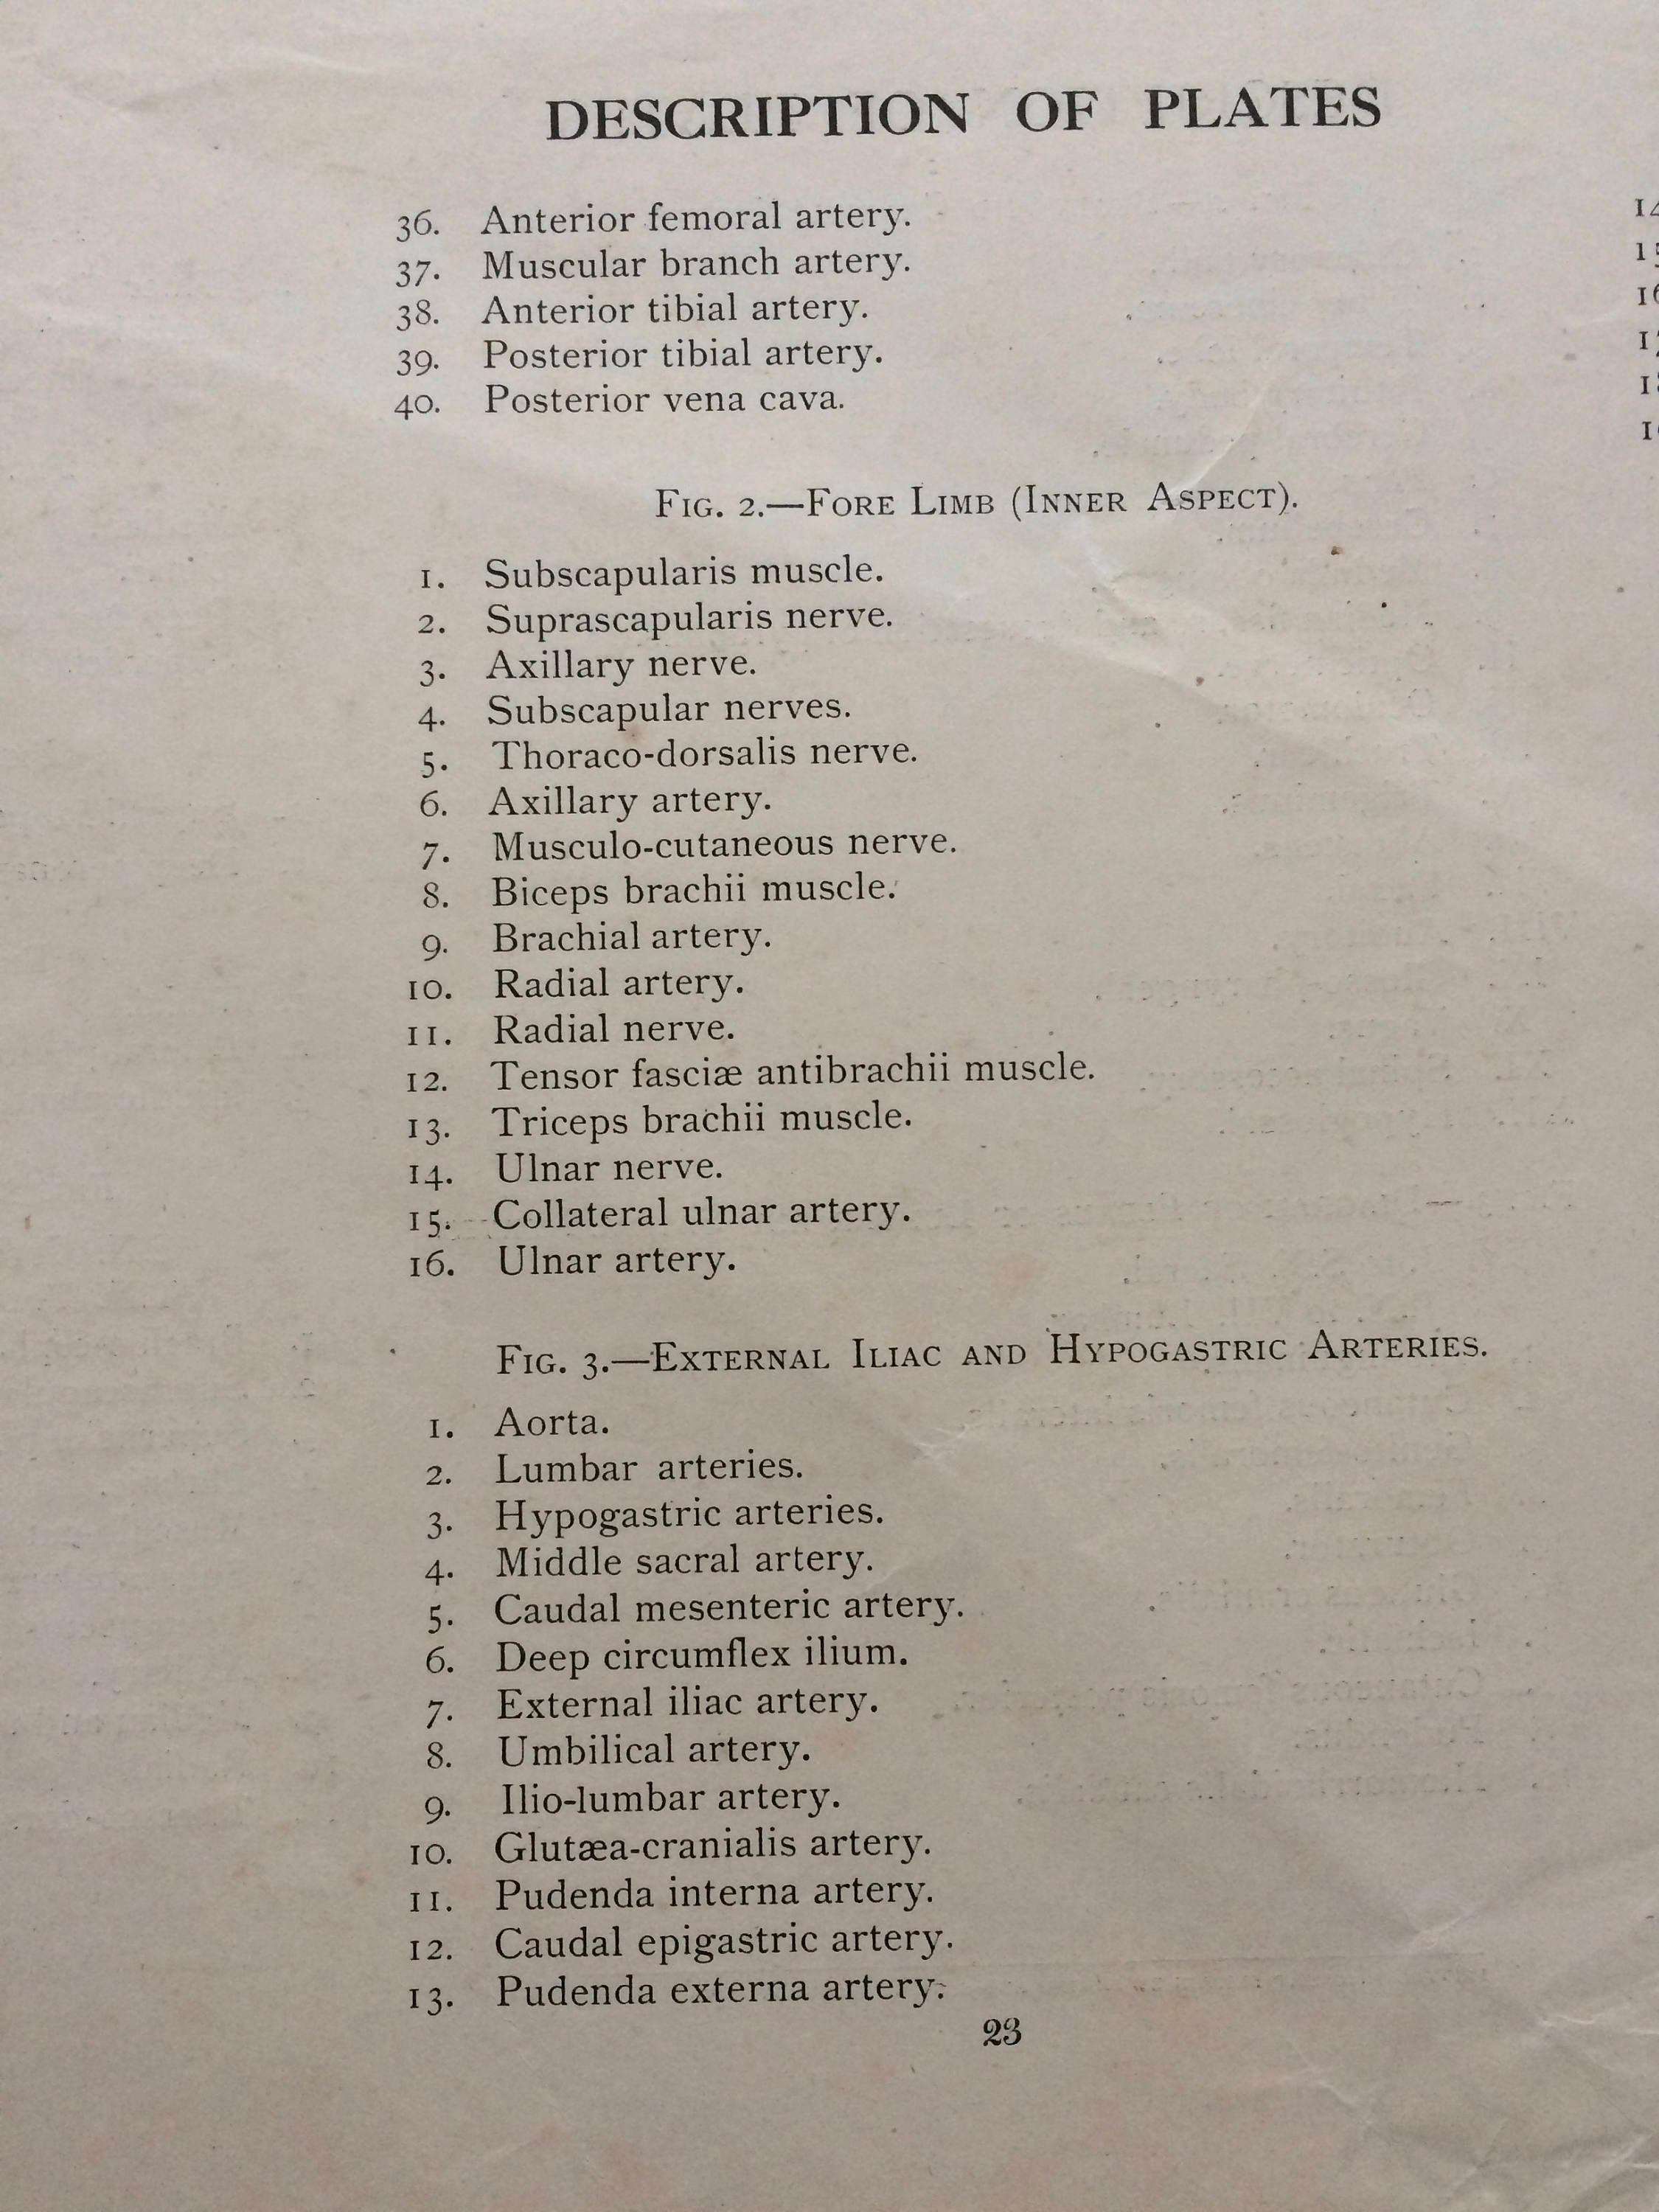 DESCRIPTION OF PLATES
36. Anterior femoral artery.
37. Muscular branch artery.
38. Anterior tibial artery.
39. Posterior tibial artery.
40. Posterior vena cava.
FIG. 2.—FORE LIMB (INNER ASPECT).
1. Subscapularis muscle.
2. Suprascapularis nerve.
3. Axillary nerve.
4. Subscapular nerves.
5. Thoraco-dorsalis nerve.
6. Axillary artery.
7. Musculo-cutaneous nerve.
8. Biceps brachii muscle.
9. Brachial artery.
10. Radial artery.
11. Radial nerve.
12. Tensor fasciæ antibrachii muscle.
13. Triceps brachii muscle.
14. Ulnar nerve.
15. Collateral ulnar artery.
16. Ulnar artery.
FIG. 3.—EXTERNAL ILIAC AND HYPOGASTRIC ARTERIES.
1. Aorta.
2. Lumbar arteries.
3. Hypogastric arteries.
4. Middle sacral artery.
5. Caudal mesenteric artery.
6. Deep circumflex ilium.
7. External iliac artery.
8. Umbilical artery.
9. Ilio-lumbar artery.
10. Glutæa-cranialis artery.
11. Pudenda interna artery.
12. Caudal epigastric artery.
13. Pudenda externa artery.
23